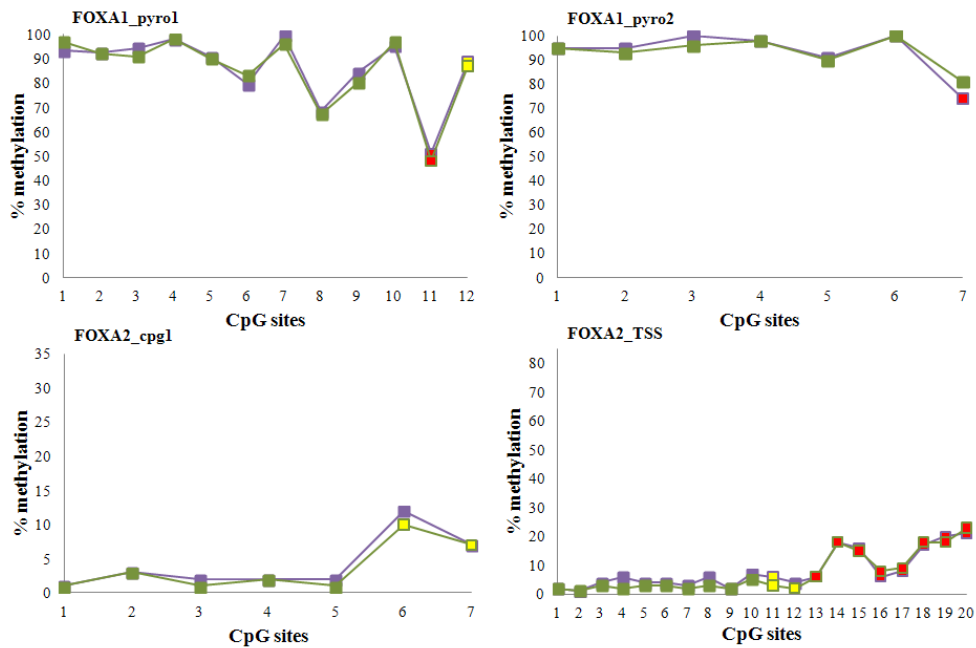 FOXA1_pyro1
100
90
80
70
60
50
40
30
20
10
0
% methylation
1 2 3 4 5 6 7 8 9 10 11 12
CpG sites
FOXA1_pyro2
100
90
80
70
60
50
40
30
20
10
0
% methylation
1 2 3 4 5 6 7
CpG sites
FOXA2_cpg1
35
30
25
20
15
10
5
0
% methylation
1 2 3 4 5 6 7
CpG sites
FOXA2_TSS
80
70
60
50
40
30
20
10
0
% methylation
1 2 3 4 5 6 7 8 9 10 11 12 13 14 15 16 17 18 19 20
CpG sites